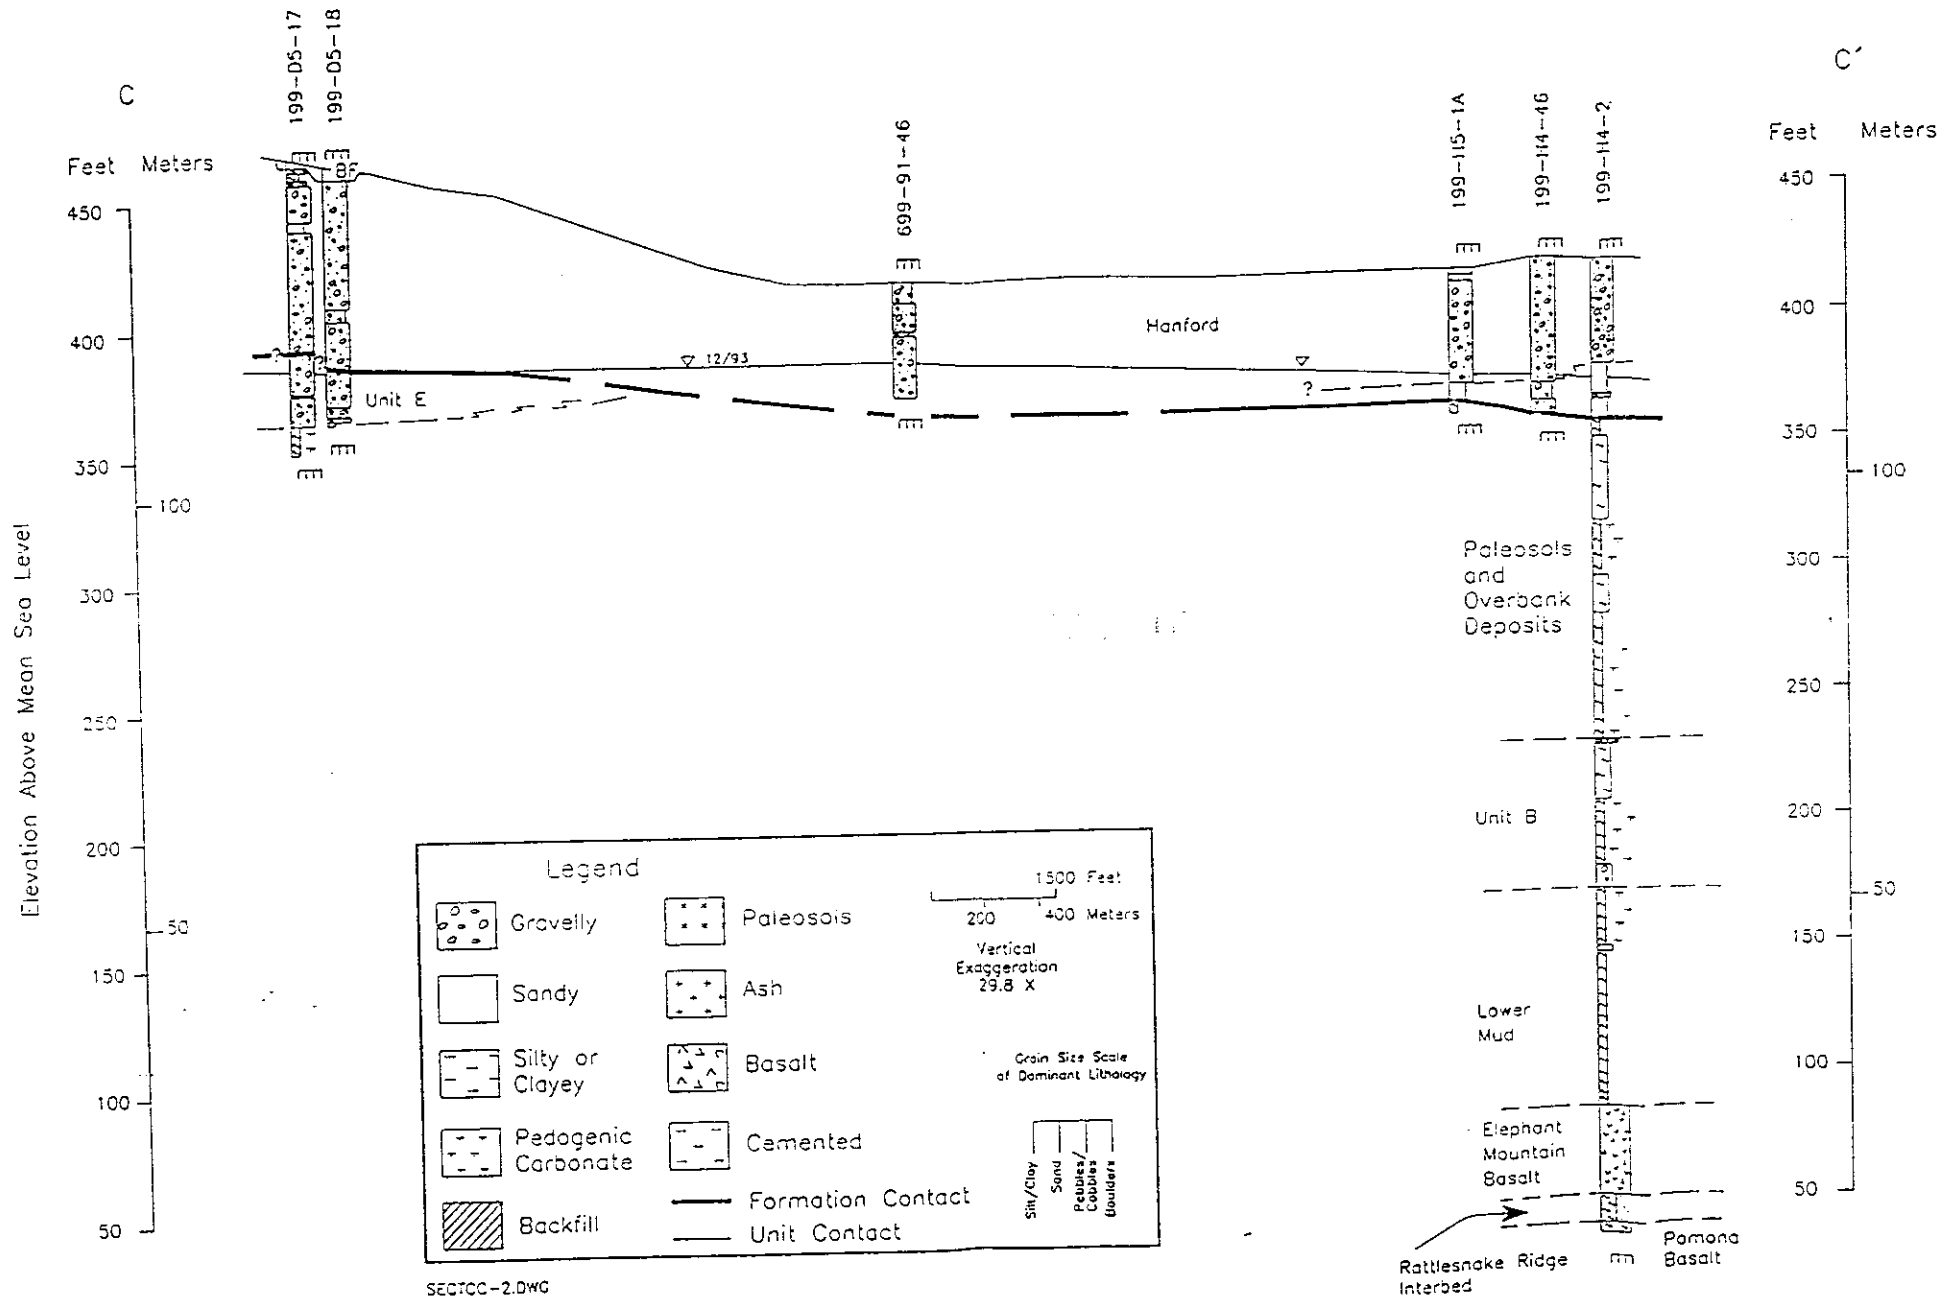 C
C′
199-D5-17
199-D5-18
699-91-46
199-H5-1A
199-H4-46
199-H4-2
Feet Meters
Feet Meters
BF
450
400
350
100
300
250
200
50
150
100
50
Elevation Above Mean Sea Level
?
?
Unit E
12/93
Hanford
?
?
Paleosols
and
Overbank
Deposits
Unit B
Lower
Mud
Elephant
Mountain
Basalt
Rattlesnake Ridge
Interbed
Pomona
Basalt
450
400
350
100
300
250
200
50
150
100
50
Legend
Gravelly
Sandy
Silty or
Clayey
Pedogenic
Carbonate
Backfill
Paleosols
Ash
Basalt
Cemented
Formation Contact
Unit Contact
1500 Feet
200 400 Meters
Vertical
Exaggeration
29.8 X
Grain Size Scale
of Dominant Lithology
Silt/Clay
Sand
Pebbles/
Cobbles
Boulders
SECTCC-2.DWG